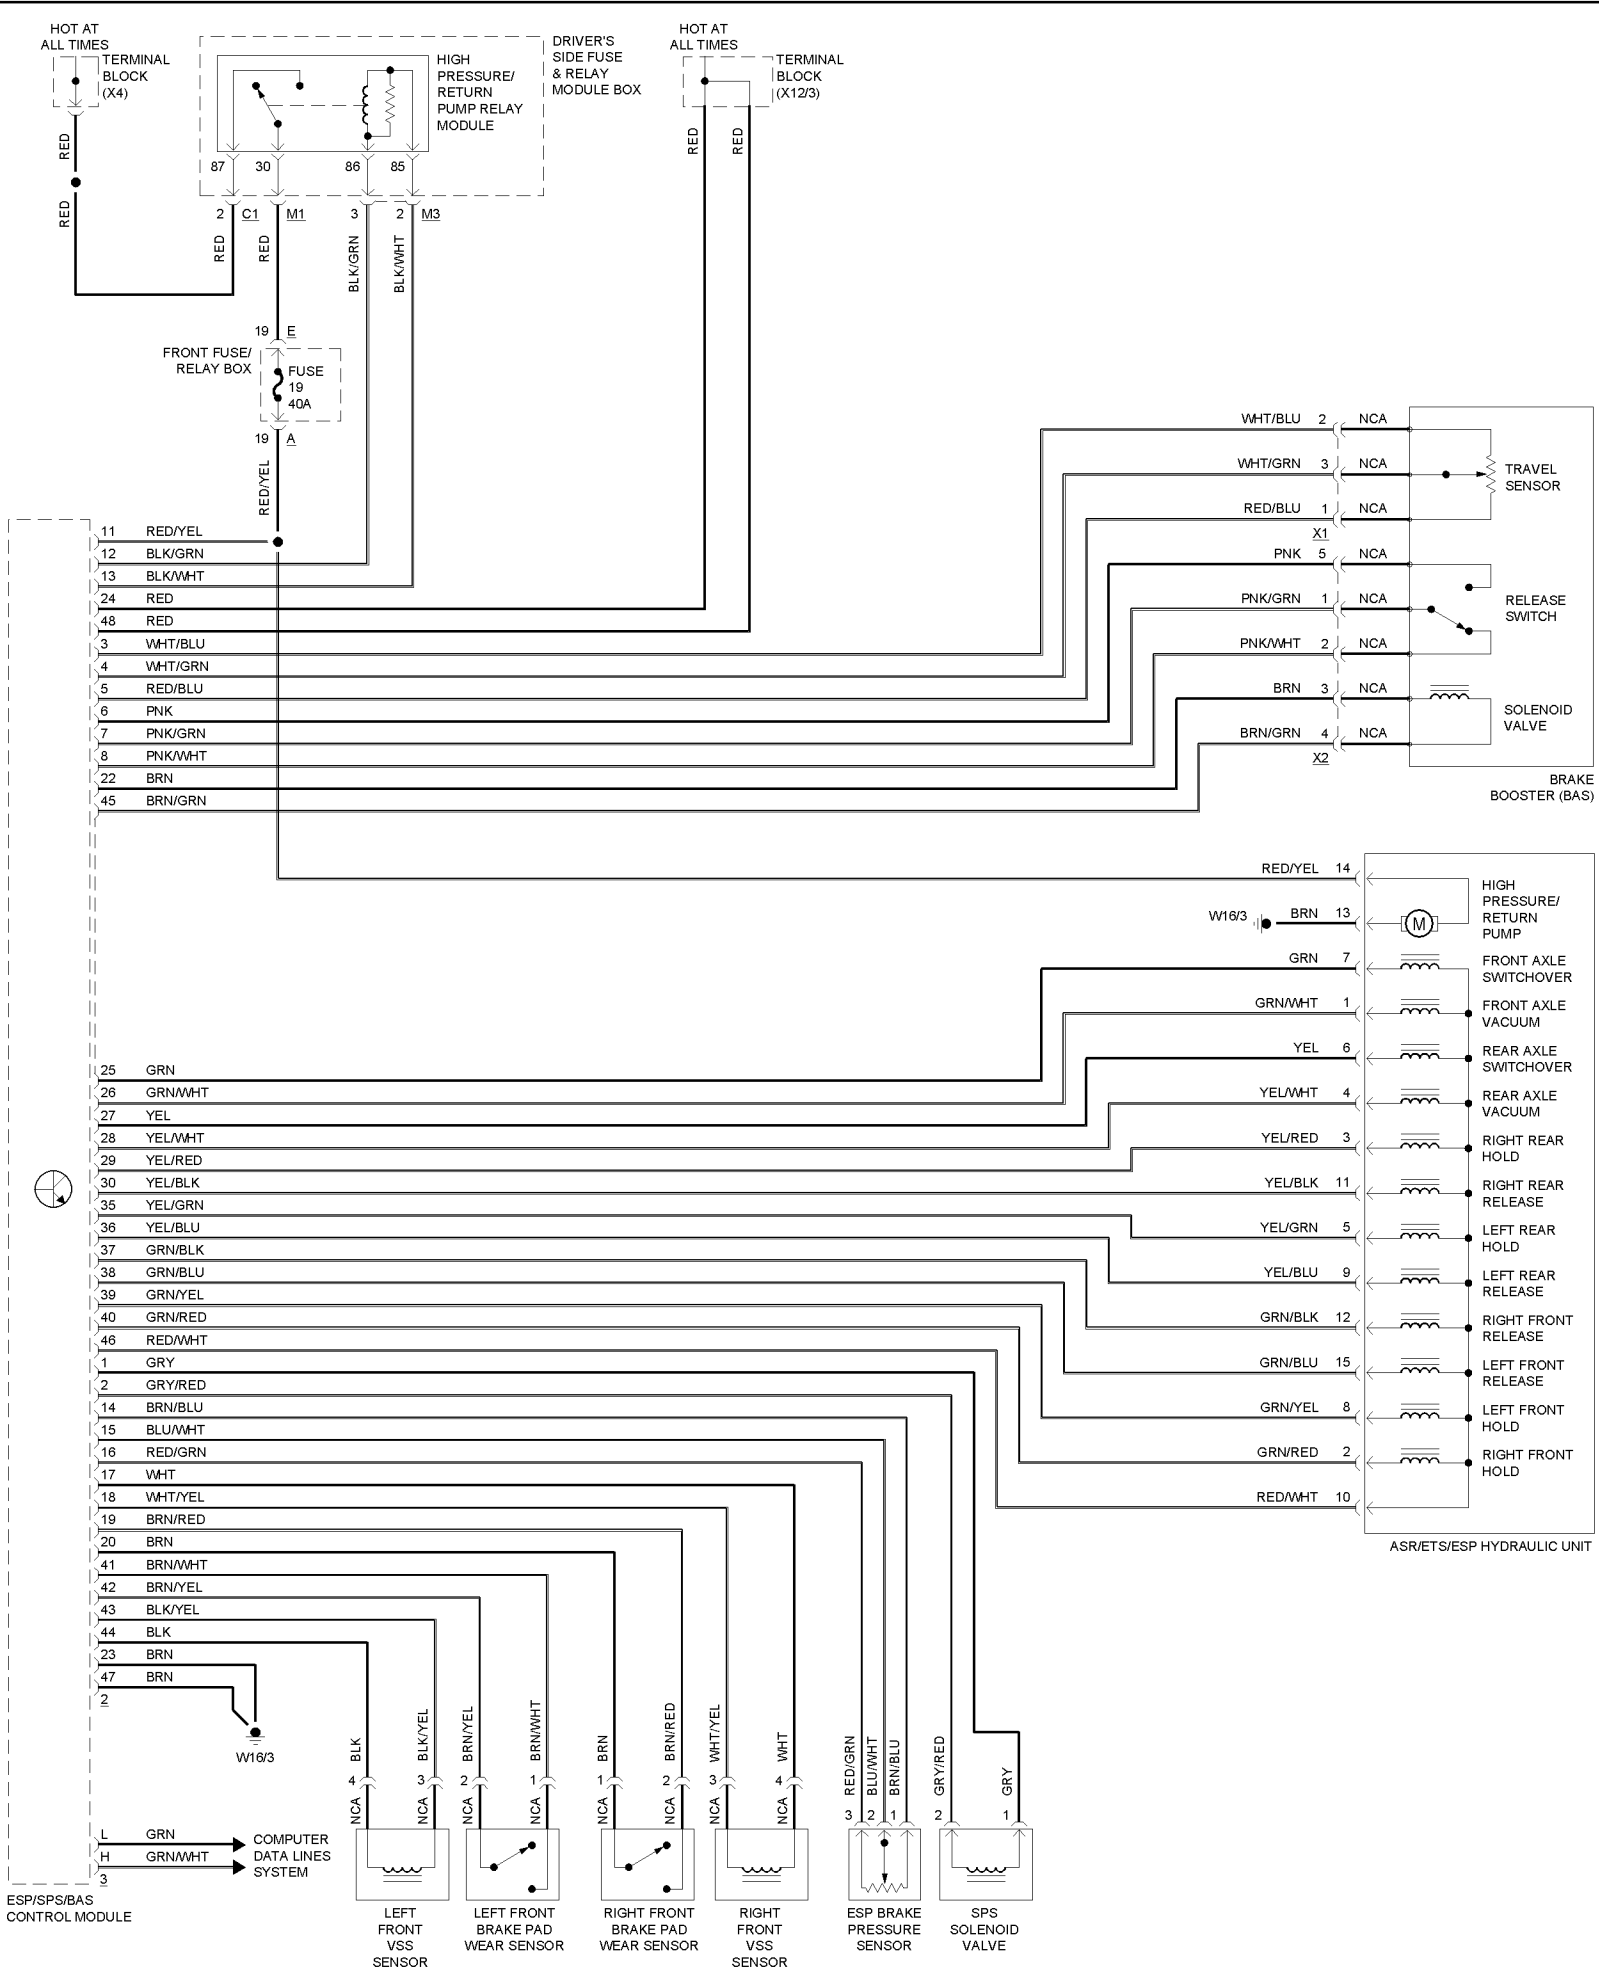 HOT AT
ALL TIMES
TERMINAL
BLOCK
(X4)
RED
RED
HIGH
PRESSURE/
RETURN
PUMP RELAY
MODULE
DRIVER'S
SIDE FUSE
& RELAY
MODULE BOX
87 30 86 85
2 C1 M1 3 2 M3
RED
RED
BLK/GRN
BLK/WHT
HOT AT
ALL TIMES
TERMINAL
BLOCK
(X12/3)
RED
RED
19 E
FRONT FUSE/
RELAY BOX
FUSE
19
40A
19 A
RED/YEL
11 RED/YEL
12 BLK/GRN
13 BLK/WHT
24 RED
48 RED
3 WHT/BLU
4 WHT/GRN
5 RED/BLU
6 PNK
7 PNK/GRN
8 PNK/WHT
22 BRN
45 BRN/GRN
WHT/BLU 2 NCA
WHT/GRN 3 NCA
RED/BLU 1 NCA
X1
PNK 5 NCA
PNK/GRN 1 NCA
PNK/WHT 2 NCA
BRN 3 NCA
BRN/GRN 4 NCA
X2
TRAVEL
SENSOR
RELEASE
SWITCH
SOLENOID
VALVE
BRAKE
BOOSTER (BAS)
RED/YEL 14
W16/3 BRN 13
M
HIGH
PRESSURE/
RETURN
PUMP
GRN 7
FRONT AXLE
SWITCHOVER
GRN/WHT 1
FRONT AXLE
VACUUM
YEL 6
REAR AXLE
SWITCHOVER
YEL/WHT 4
REAR AXLE
VACUUM
YEL/RED 3
RIGHT REAR
HOLD
YEL/BLK 11
RIGHT REAR
RELEASE
YEL/GRN 5
LEFT REAR
HOLD
YEL/BLU 9
LEFT REAR
RELEASE
GRN/BLK 12
RIGHT FRONT
RELEASE
GRN/BLU 15
LEFT FRONT
RELEASE
GRN/YEL 8
LEFT FRONT
HOLD
GRN/RED 2
RIGHT FRONT
HOLD
RED/WHT 10
ASR/ETS/ESP HYDRAULIC UNIT
25 GRN
26 GRN/WHT
27 YEL
28 YEL/WHT
29 YEL/RED
30 YEL/BLK
35 YEL/GRN
36 YEL/BLU
37 GRN/BLK
38 GRN/BLU
39 GRN/YEL
40 GRN/RED
46 RED/WHT
1 GRY
2 GRY/RED
14 BRN/BLU
15 BLU/WHT
16 RED/GRN
17 WHT
18 WHT/YEL
19 BRN/RED
20 BRN
41 BRN/WHT
42 BRN/YEL
43 BLK/YEL
44 BLK
23 BRN
47 BRN
2
W16/3
L GRN
H GRN/WHT
3
COMPUTER
DATA LINES
SYSTEM
ESP/SPS/BAS
CONTROL MODULE
BLK
BLK/YEL
BRN/YEL
BRN/WHT
BRN
BRN/RED
WHT/YEL
WHT
RED/GRN
BLU/WHT
BRN/BLU
GRY/RED
GRY
4 3 2 1 1 2 3 4
NCA NCA NCA NCA NCA NCA NCA NCA
3 2 1 2 1
LEFT
FRONT
VSS
SENSOR
LEFT FRONT
BRAKE PAD
WEAR SENSOR
RIGHT FRONT
BRAKE PAD
WEAR SENSOR
RIGHT
FRONT
VSS
SENSOR
ESP BRAKE
PRESSURE
SENSOR
SPS
SOLENOID
VALVE